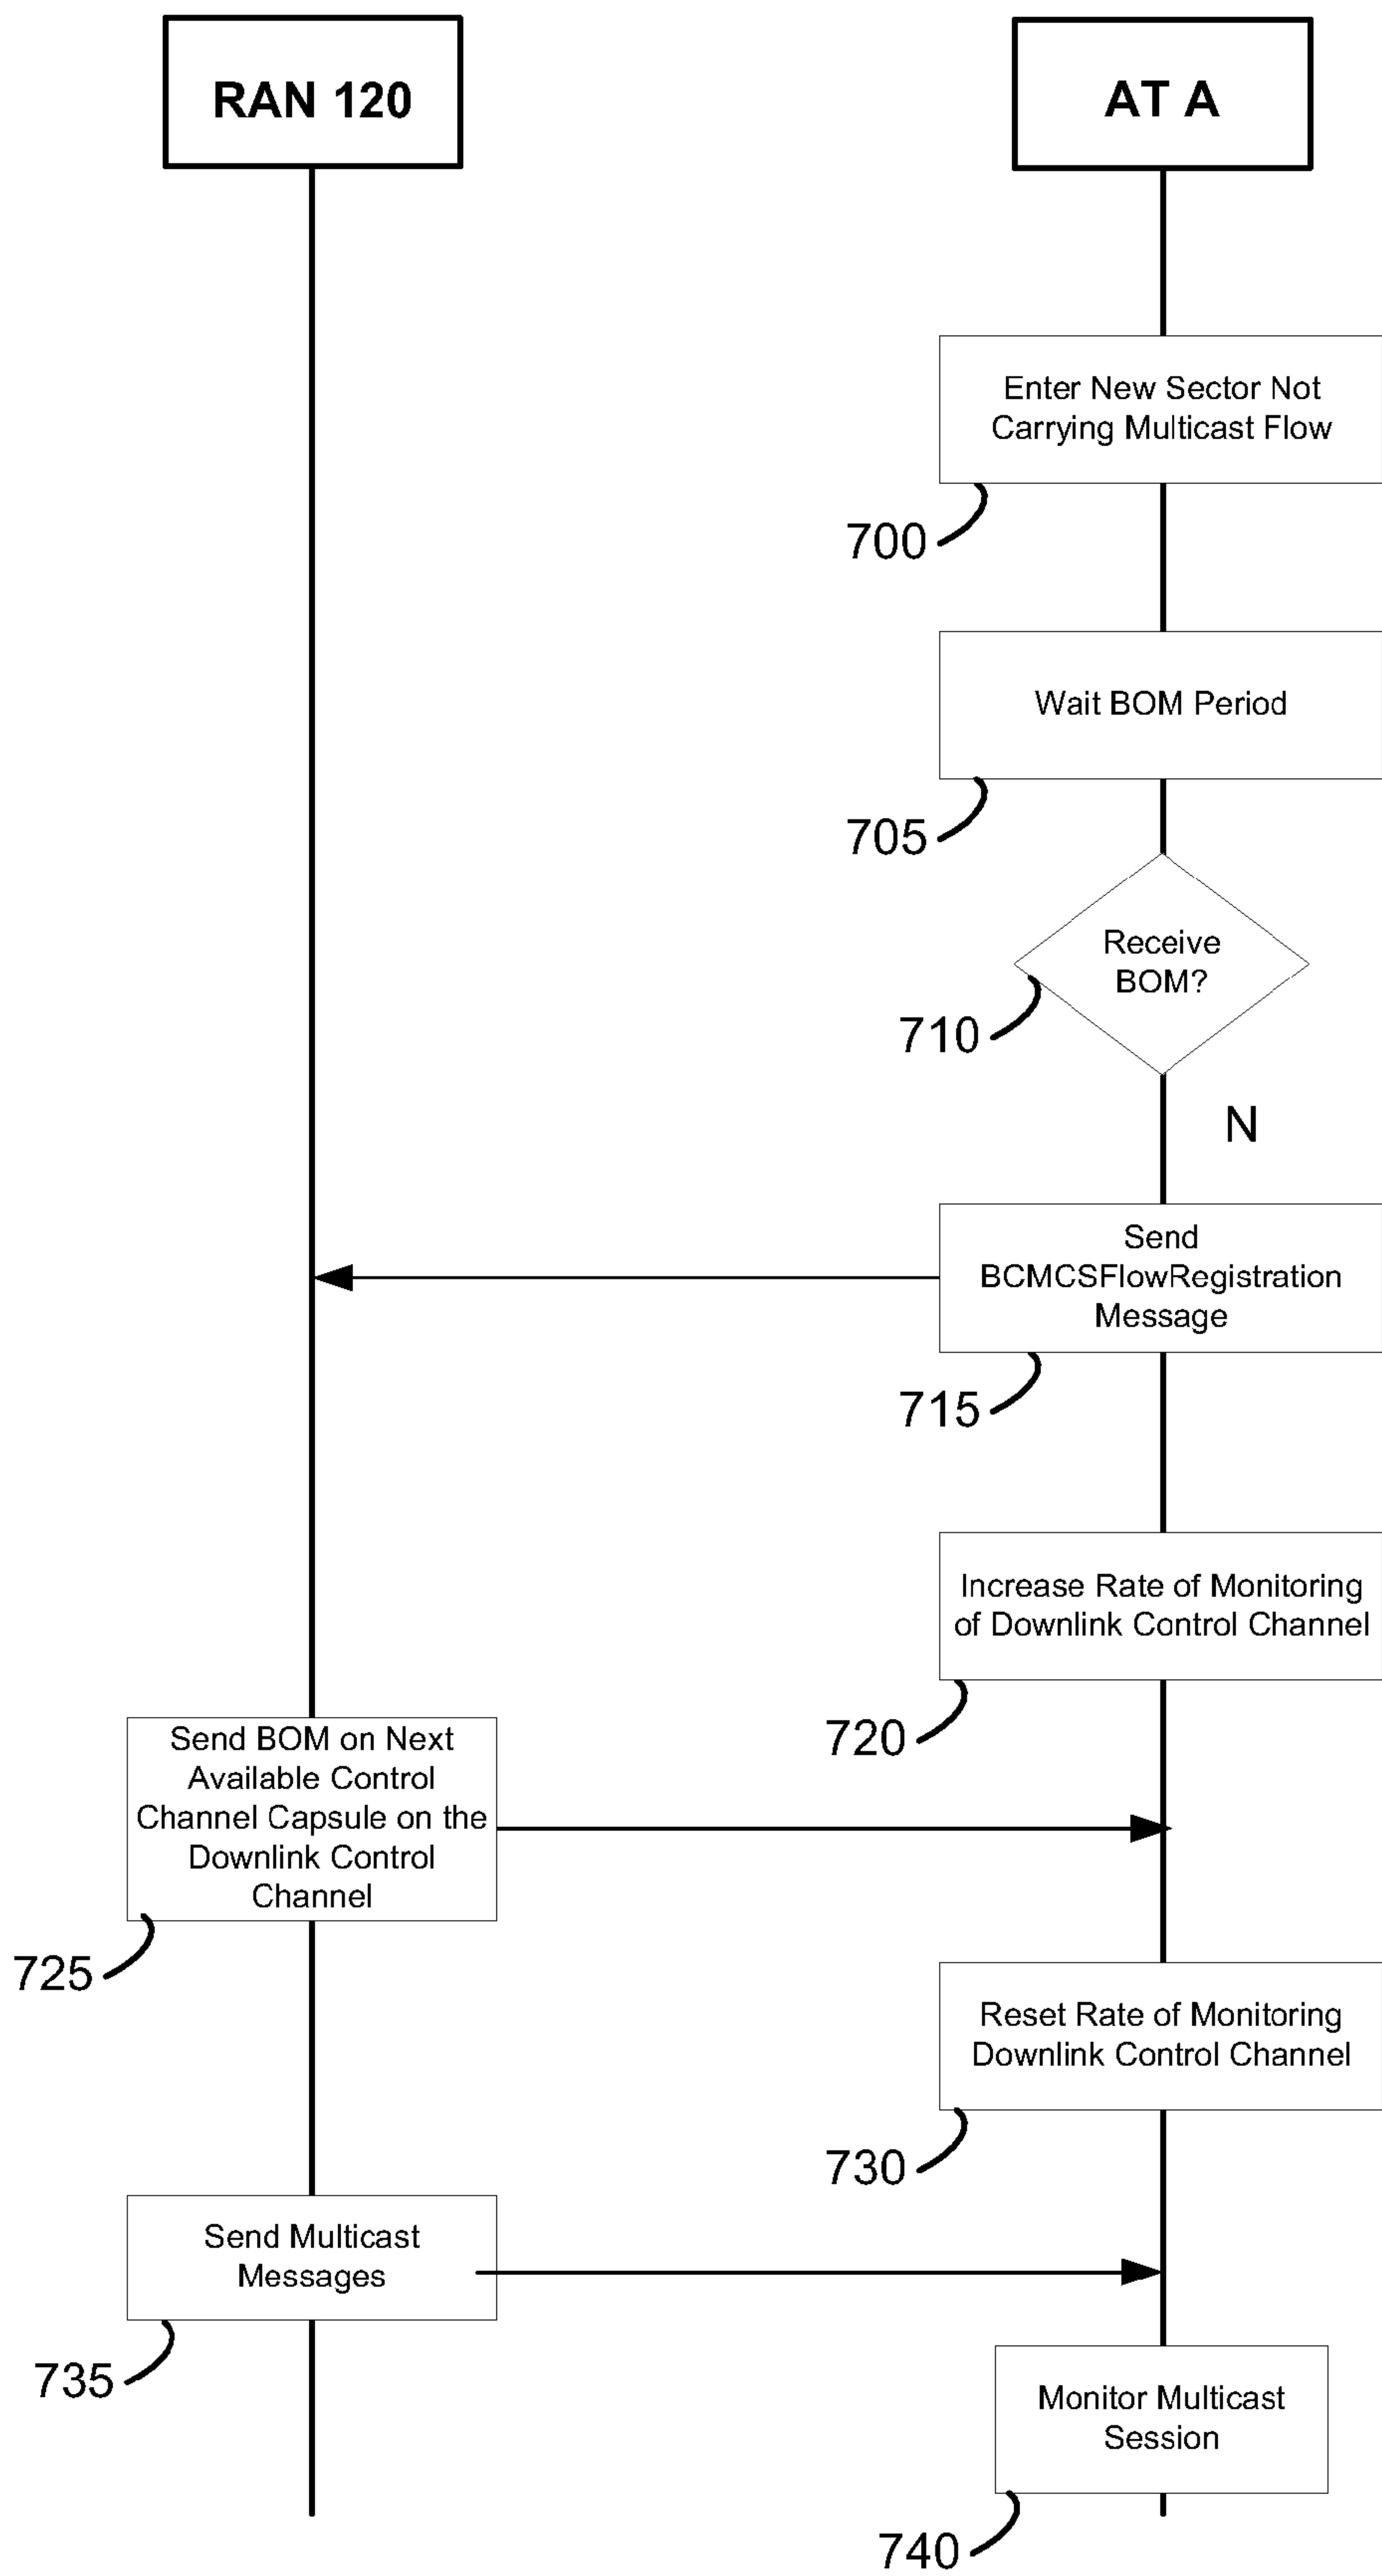 RAN 120
AT A
Enter New Sector Not
Carrying Multicast Flow
700
Wait BOM Period
705
Receive
BOM?
710
N
Send
BCMCSFlowRegistration
Message
715
Increase Rate of Monitoring
of Downlink Control Channel
720
Send BOM on Next
Available Control
Channel Capsule on the
Downlink Control
Channel
725
Reset Rate of Monitoring
Downlink Control Channel
730
Send Multicast
Messages
735
Monitor Multicast
Session
740